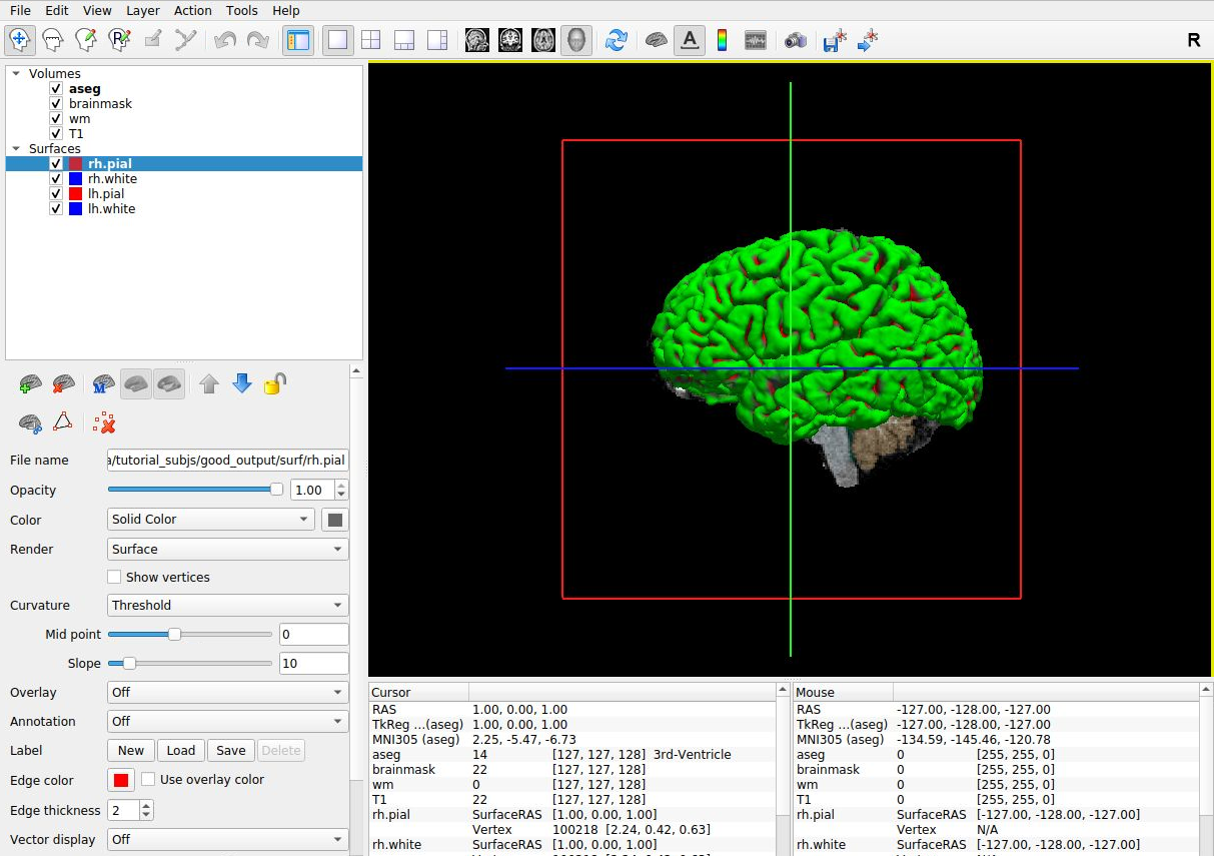 File Edit View Layer Action Tools Help
A R
Volumes
aseg
brainmask
wm
T1
Surfaces
rh.pial
rh.white
lh.pial
lh.white
File name a/tutorial_subjs/good_output/surf/rh.pial
Opacity 1.00
Color Solid Color
Render Surface
Show vertices
Curvature Threshold
Mid point 0
Slope 10
Overlay Off
Annotation Off
Label New Load Save Delete
Edge color Use overlay color
Edge thickness 2
Vector display Off
Cursor
RAS 1.00, 0.00, 1.00
TkReg ...(aseg) 1.00, 0.00, 1.00
MNI305 (aseg) 2.25, -5.47, -6.73
aseg 14 [127, 127, 128] 3rd-Ventricle
brainmask 22 [127, 127, 128]
wm 0 [127, 127, 128]
T1 22 [127, 127, 128]
rh.pial SurfaceRAS [1.00, 0.00, 1.00]
Vertex 100218 [2.24, 0.42, 0.63]
rh.white SurfaceRAS [1.00, 0.00, 1.00]
Mouse
RAS -127.00, -128.00, -127.00
TkReg ...(aseg) -127.00, -128.00, -127.00
MNI305 (aseg) -134.59, -145.46, -120.78
aseg 0 [255, 255, 0]
brainmask 0 [255, 255, 0]
wm 0 [255, 255, 0]
T1 0 [255, 255, 0]
rh.pial SurfaceRAS [-127.00, -128.00, -127.00]
Vertex N/A
rh.white SurfaceRAS [-127.00, -128.00, -127.00]